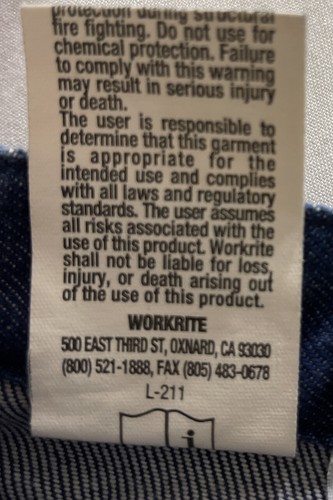 protection during structural
fire fighting. Do not use for
chemical protection. Failure
to comply with this warning
may result in serious injury
or death.
The user is responsible to
determine that this garment
is appropriate for the
intended use and complies
with all laws and regulatory
standards. The user assumes
all risks associated with the
use of this product. Workrite
shall not be liable for loss,
injury, or death arising out
of the use of this product.
WORKRITE
500 EAST THIRD ST, OXNARD, CA 93030
(800) 521-1888, FAX (805) 483-0678
L-211
i